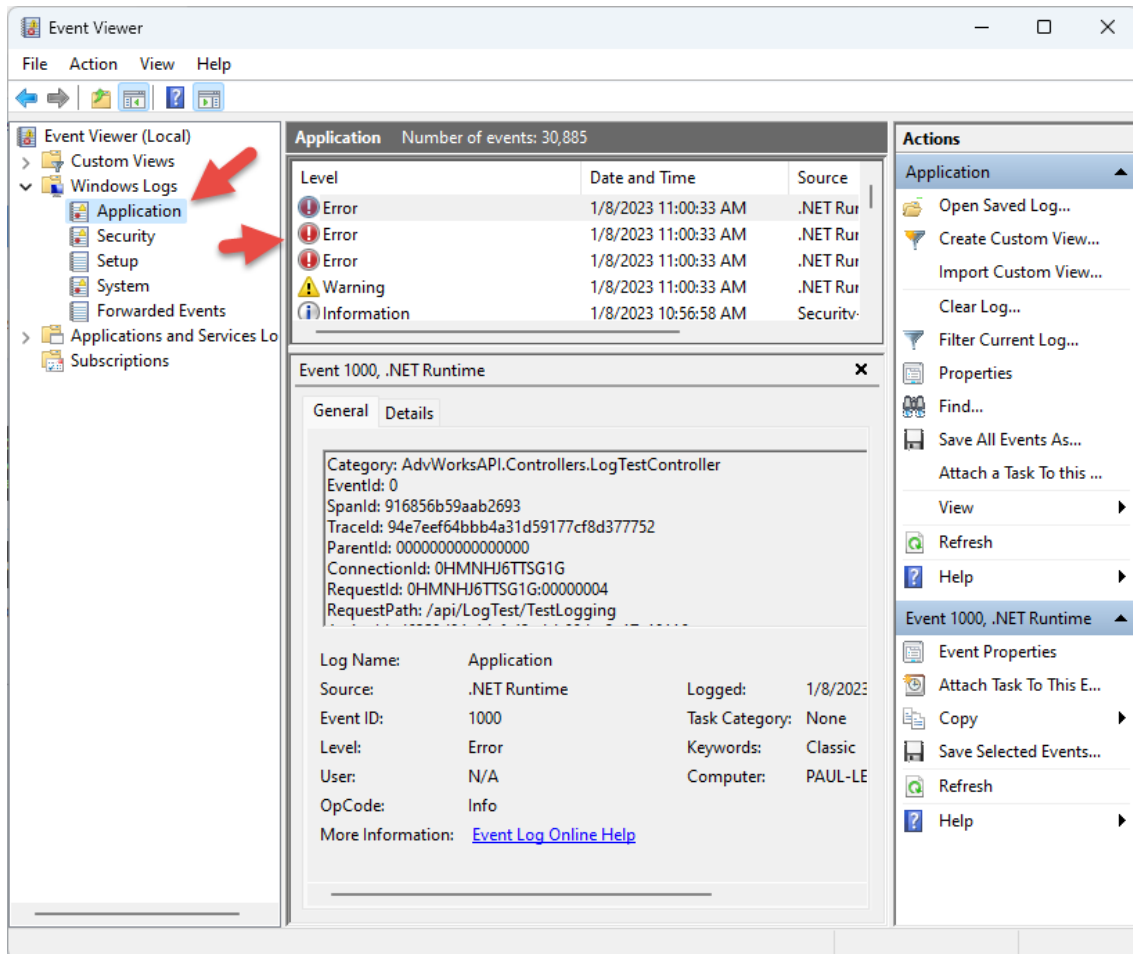 Event Viewer
File Action View Help
Event Viewer (Local)
Custom Views
Windows Logs
Application
Security
Setup
System
Forwarded Events
Applications and Services Lo
Subscriptions
Application Number of events: 30,885
Level Date and Time Source
Error 1/8/2023 11:00:33 AM .NET Rur
Error 1/8/2023 11:00:33 AM .NET Rur
Error 1/8/2023 11:00:33 AM .NET Rur
Warning 1/8/2023 11:00:33 AM .NET Rur
Information 1/8/2023 10:56:58 AM Security-
Event 1000, .NET Runtime
General Details
Category: AdvWorksAPI.Controllers.LogTestController
EventId: 0
SpanId: 916856b59aab2693
TraceId: 94e7eef64bbb4a31d59177cf8d377752
ParentId: 0000000000000000
ConnectionId: 0HMNHJ6TTSG1G
RequestId: 0HMNHJ6TTSG1G:00000004
RequestPath: /api/LogTest/TestLogging
Log Name: Application
Source: .NET Runtime Logged: 1/8/2023
Event ID: 1000 Task Category: None
Level: Error Keywords: Classic
User: N/A Computer: PAUL-LE
OpCode: Info
More Information: Event Log Online Help
Actions
Application
Open Saved Log...
Create Custom View...
Import Custom View...
Clear Log...
Filter Current Log...
Properties
Find...
Save All Events As...
Attach a Task To this ...
View
Refresh
Help
Event 1000, .NET Runtime
Event Properties
Attach Task To This E...
Copy
Save Selected Events...
Refresh
Help